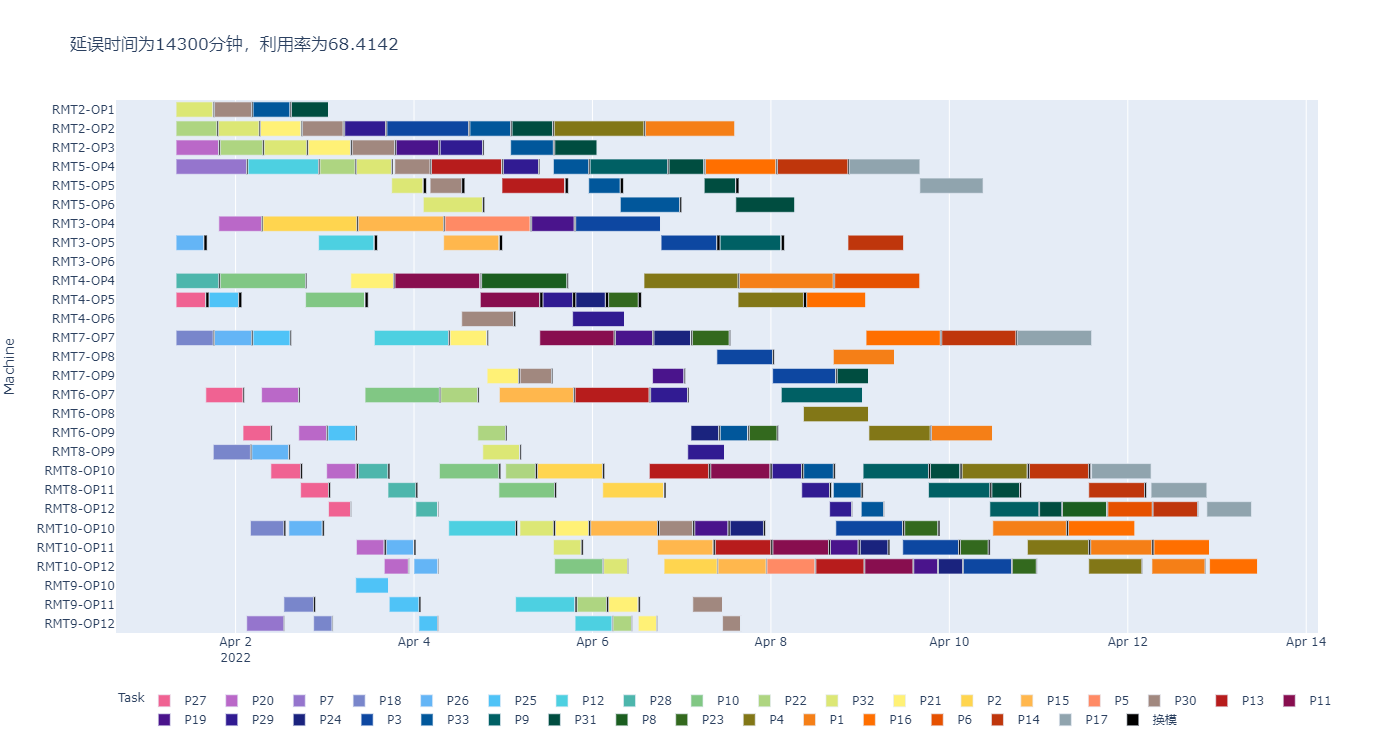 延误时间为14300分钟，利用率为68.4142
Machine
RMT2-OP1
RMT2-OP2
RMT2-OP3
RMT5-OP4
RMT5-OP5
RMT5-OP6
RMT3-OP4
RMT3-OP5
RMT3-OP6
RMT4-OP4
RMT4-OP5
RMT4-OP6
RMT7-OP7
RMT7-OP8
RMT7-OP9
RMT6-OP7
RMT6-OP8
RMT6-OP9
RMT8-OP9
RMT8-OP10
RMT8-OP11
RMT8-OP12
RMT10-OP10
RMT10-OP11
RMT10-OP12
RMT9-OP10
RMT9-OP11
RMT9-OP12
Apr 2 Apr 4 Apr 6 Apr 8 Apr 10 Apr 12 Apr 14
2022
Task P27 P20 P7 P18 P26 P25 P12 P28 P10 P22 P32 P21 P2 P15 P5 P30 P13 P11
P19 P29 P24 P3 P33 P9 P31 P8 P23 P4 P1 P16 P6 P14 P17 换模